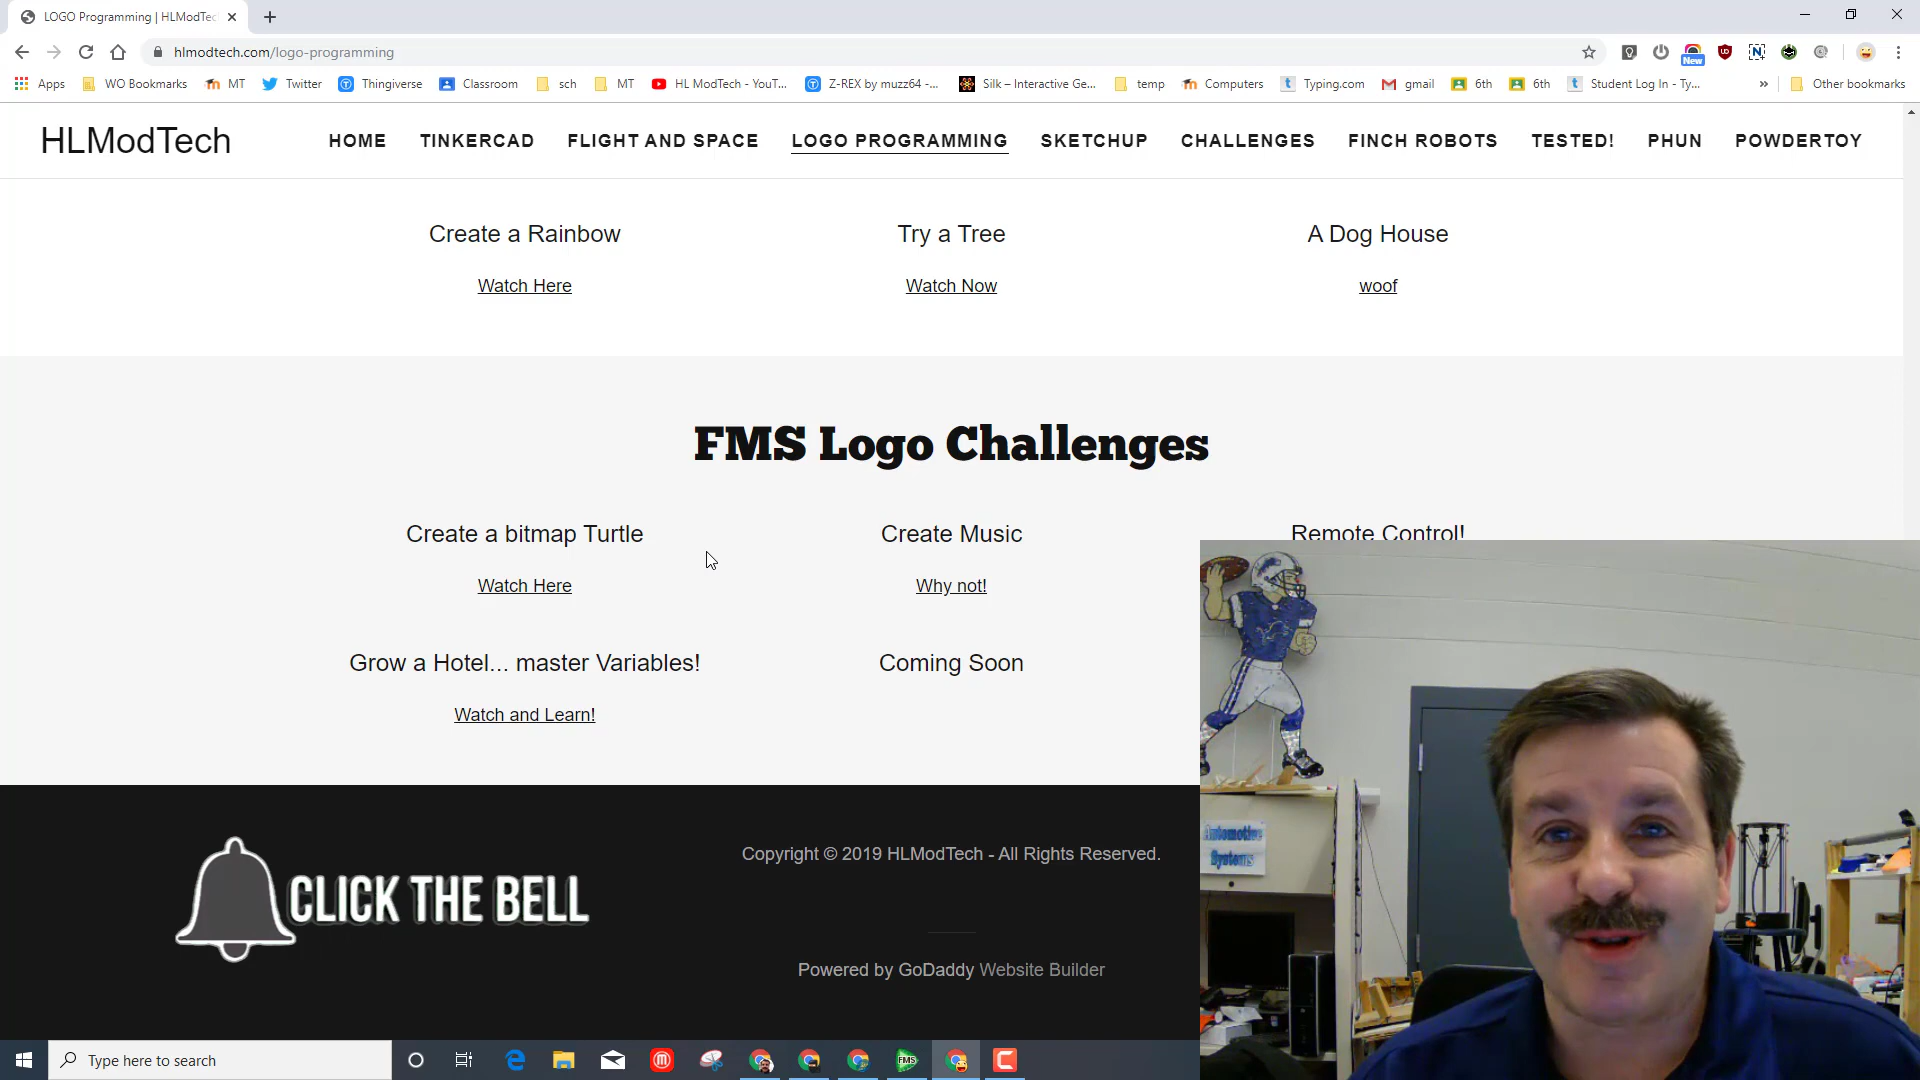 LOGO Programming | HLModTec
hlmodtech.com/logo-programming
New
Apps WO Bookmarks MT Twitter Thingiverse Classroom sch MT HL ModTech - YouT... Z-REX by muzz64 -... Silk – Interactive Ge... temp Computers Typing.com gmail 6th 6th Student Log In - Ty... » Other bookmarks
HLModTech HOME TINKERCAD FLIGHT AND SPACE LOGO PROGRAMMING SKETCHUP CHALLENGES FINCH ROBOTS TESTED! PHUN POWDERTOY
Create a Rainbow Try a Tree A Dog House
Watch Here Watch Now woof
FMS Logo Challenges
Create a bitmap Turtle Create Music Remote Control!
Watch Here Why not!
Grow a Hotel... master Variables! Coming Soon
Watch and Learn!
Automotive
Systems
CLICK THE BELL
Copyright © 2019 HLModTech - All Rights Reserved.
Powered by GoDaddy Website Builder
Type here to search
FMS